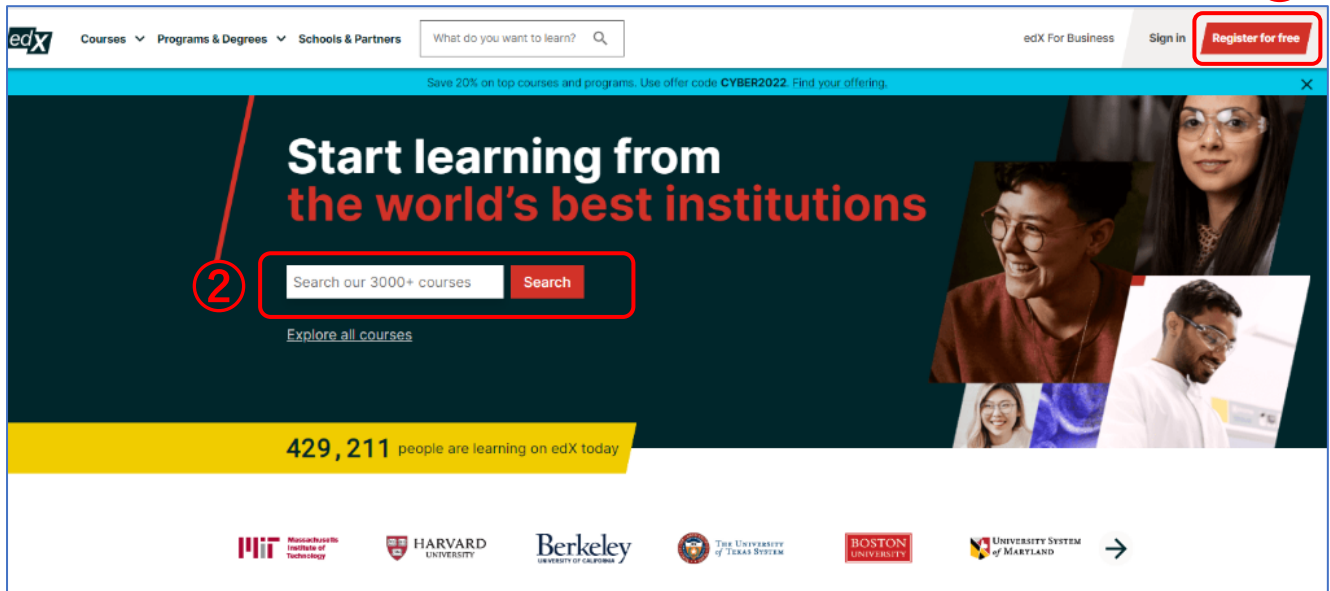 edX
Courses Programs & Degrees Schools & Partners What do you want to learn? edX For Business Sign in Register for free
Save 20% on top courses and programs. Use offer code CYBER2022. Find your offering.
Start learning from
the world's best institutions
②
Search our 3000+ courses Search
Explore all courses
429,211 people are learning on edX today
MIT Massachusetts Institute of Technology
HARVARD UNIVERSITY
Berkeley UNIVERSITY OF CALIFORNIA
THE UNIVERSITY of TEXAS SYSTEM
BOSTON UNIVERSITY
UNIVERSITY SYSTEM of MARYLAND